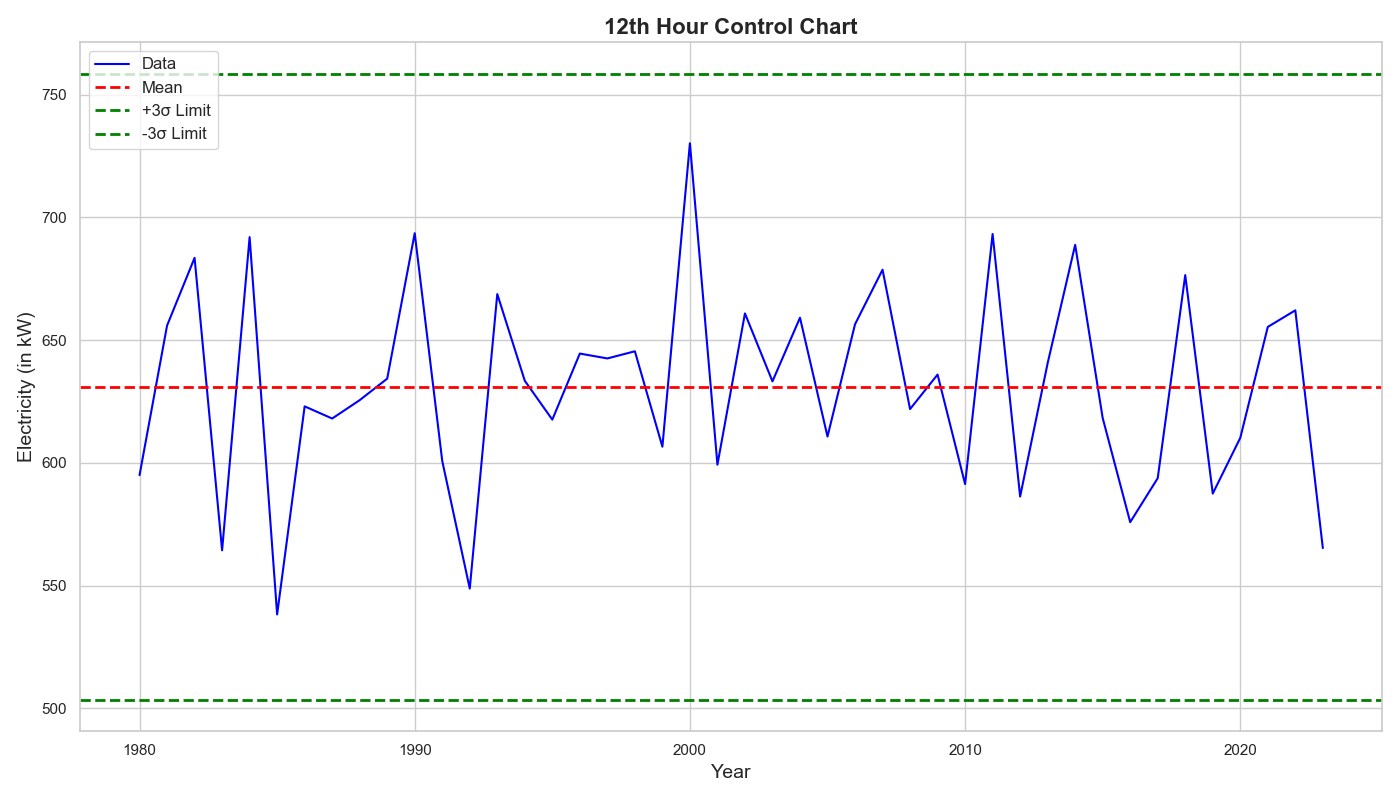 12th Hour Control Chart
Data
Mean
+3σ Limit
-3σ Limit
Electricity (in kW)
750
700
650
600
550
500
1980
1990
2000
2010
2020
Year